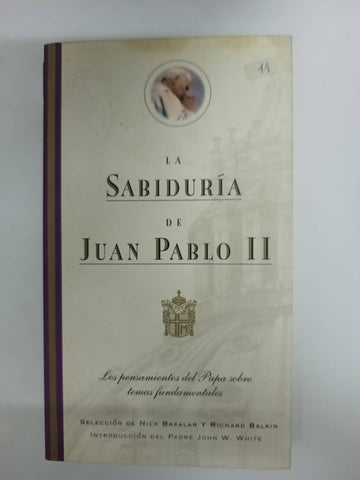 11
LA
SABIDURÍA
DE
JUAN PABLO II
Los pensamientos del Papa sobre
temas fundamentales
SELECCIÓN DE NICK BAKALAR Y RICHARD BALKIN
INTRODUCCIÓN DEL PADRE JOHN W. WHITE